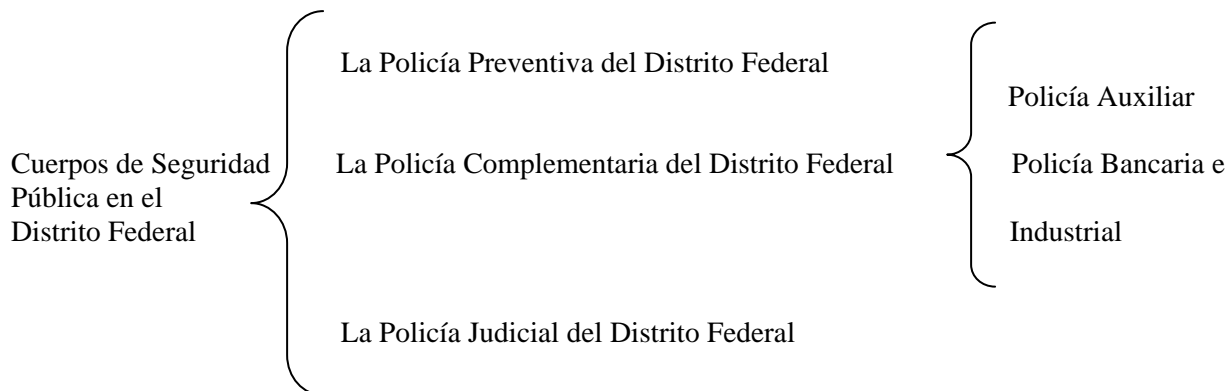 Cuerpos de Seguridad
Pública en el
Distrito Federal
La Policía Preventiva del Distrito Federal
La Policía Complementaria del Distrito Federal
Policía Auxiliar
Policía Bancaria e
Industrial
La Policía Judicial del Distrito Federal